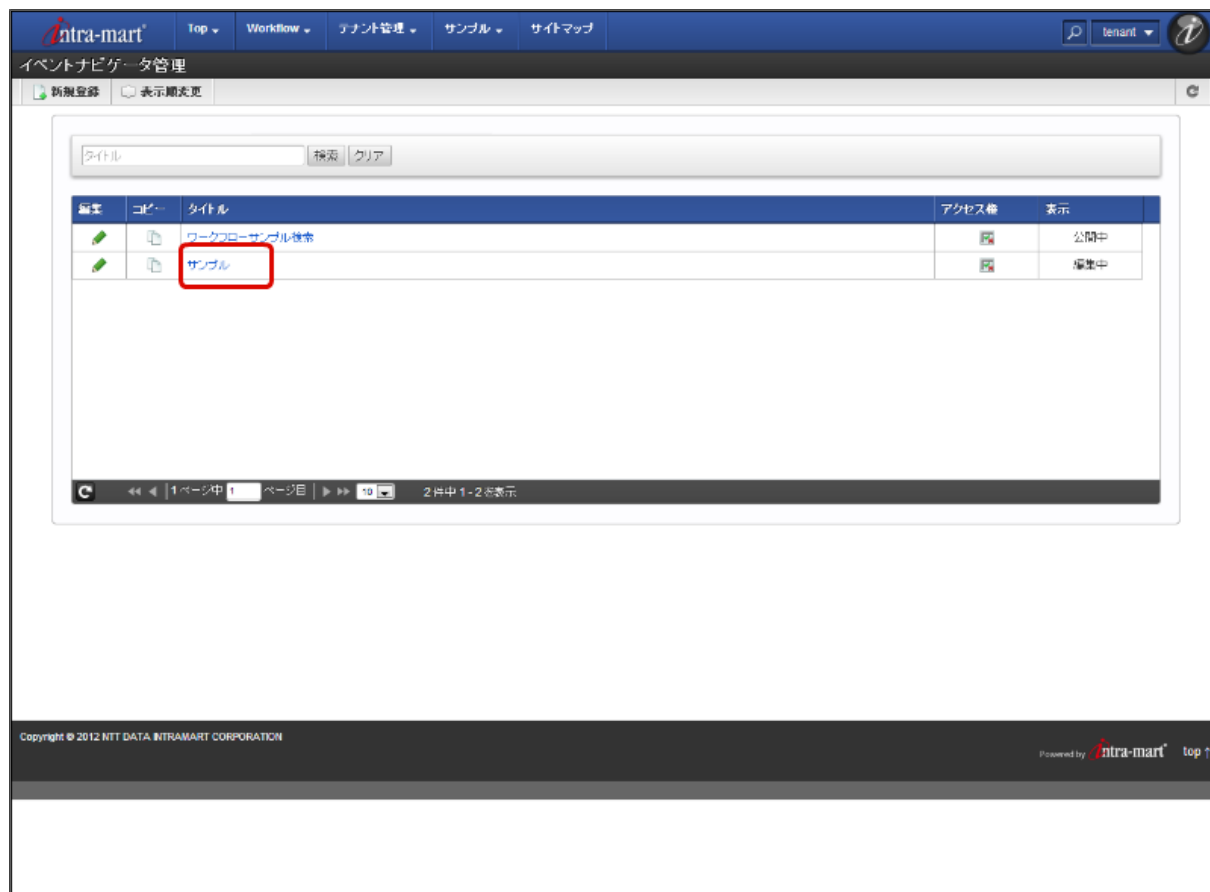 intra-mart Top Workflow テナント管理 サンプル サイトマップ tenant
イベントナビゲータ管理
新規登録 表示順変更
タイトル 検索 クリア
編集 コピー タイトル アクセス権 表示
ワークフローサンプル検索 公開中
サンプル 編集中
1ページ中 1 ページ目 10 2件中 1 - 2 を表示
Copyright © 2012 NTT DATA INTRAMART CORPORATION
Powered by intra-mart top ↑